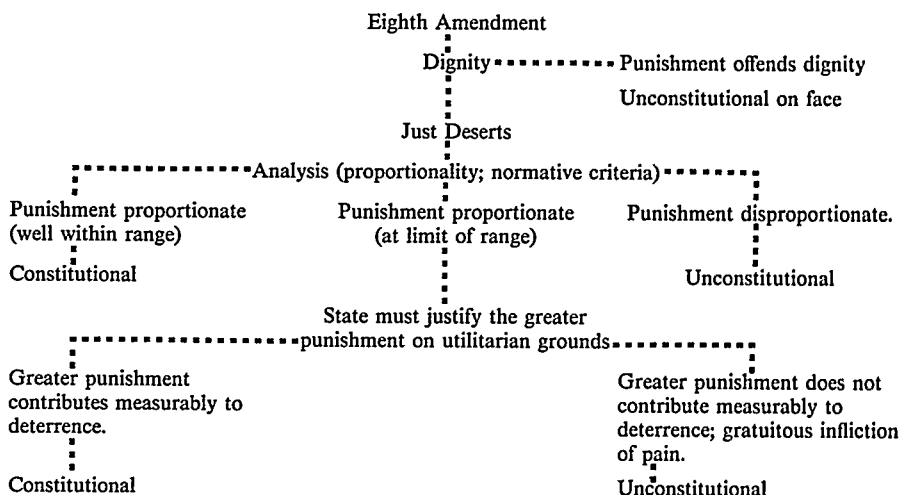 Eighth Amendment
Dignity
Punishment offends dignity
Unconstitutional on face
Just Deserts
Analysis (proportionality; normative criteria)
Punishment proportionate
(well within range)
Constitutional
Punishment proportionate
(at limit of range)
Punishment disproportionate.
Unconstitutional
State must justify the greater
punishment on utilitarian grounds
Greater punishment
contributes measurably to
deterrence.
Constitutional
Greater punishment does not
contribute measurably to
deterrence; gratuitous infliction
of pain.
Unconstitutional